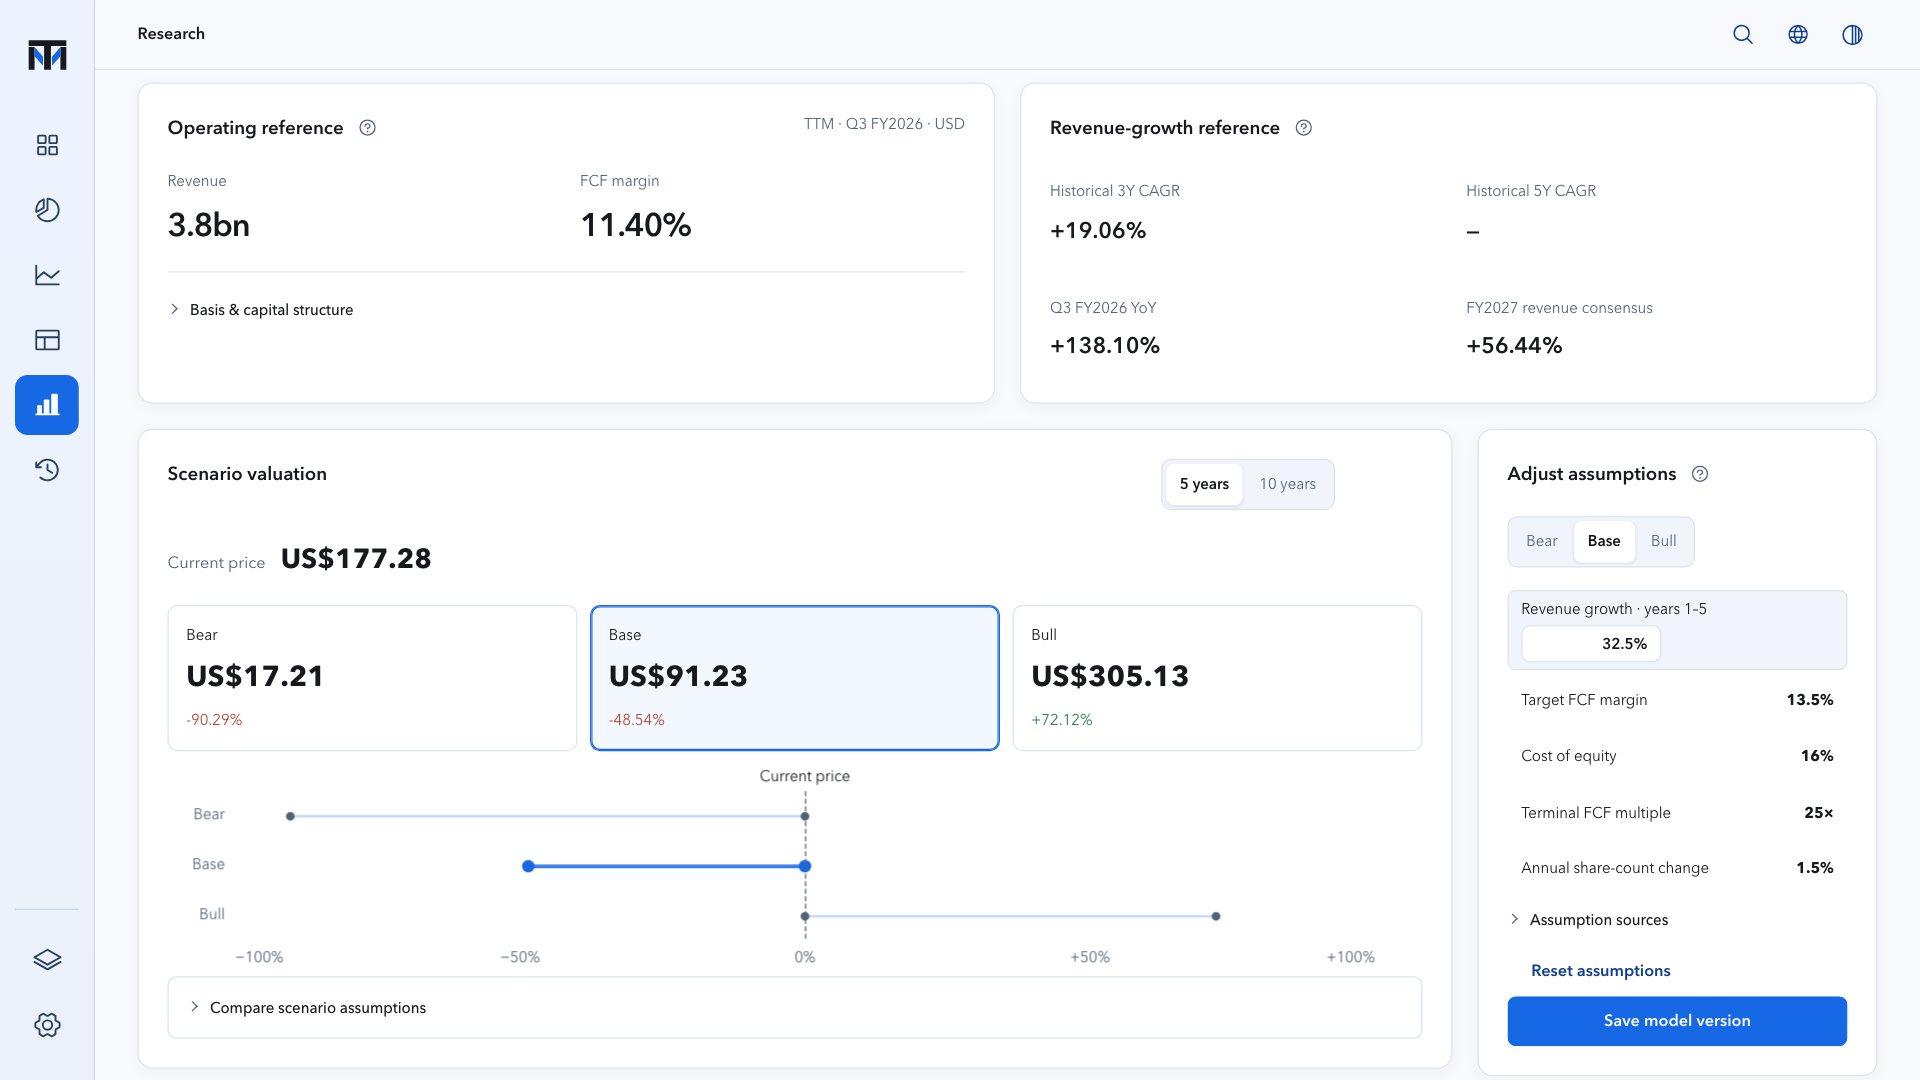 Research
Operating reference
TTM · Q3 FY2026 · USD
Revenue
FCF margin
3.8bn
11.40%
Basis & capital structure
Revenue-growth reference
Historical 3Y CAGR
Historical 5Y CAGR
+19.06%
–
Q3 FY2026 YoY
FY2027 revenue consensus
+138.10%
+56.44%
Scenario valuation
5 years
10 years
Current price US$177.28
Bear
US$17.21
-90.29%
Base
US$91.23
-48.54%
Bull
US$305.13
+72.12%
Current price
Bear
Base
Bull
−100%
−50%
0%
+50%
+100%
Compare scenario assumptions
Adjust assumptions
Bear
Base
Bull
Revenue growth · years 1–5
32.5%
Target FCF margin 13.5%
Cost of equity 16%
Terminal FCF multiple 25×
Annual share-count change 1.5%
Assumption sources
Reset assumptions
Save model version